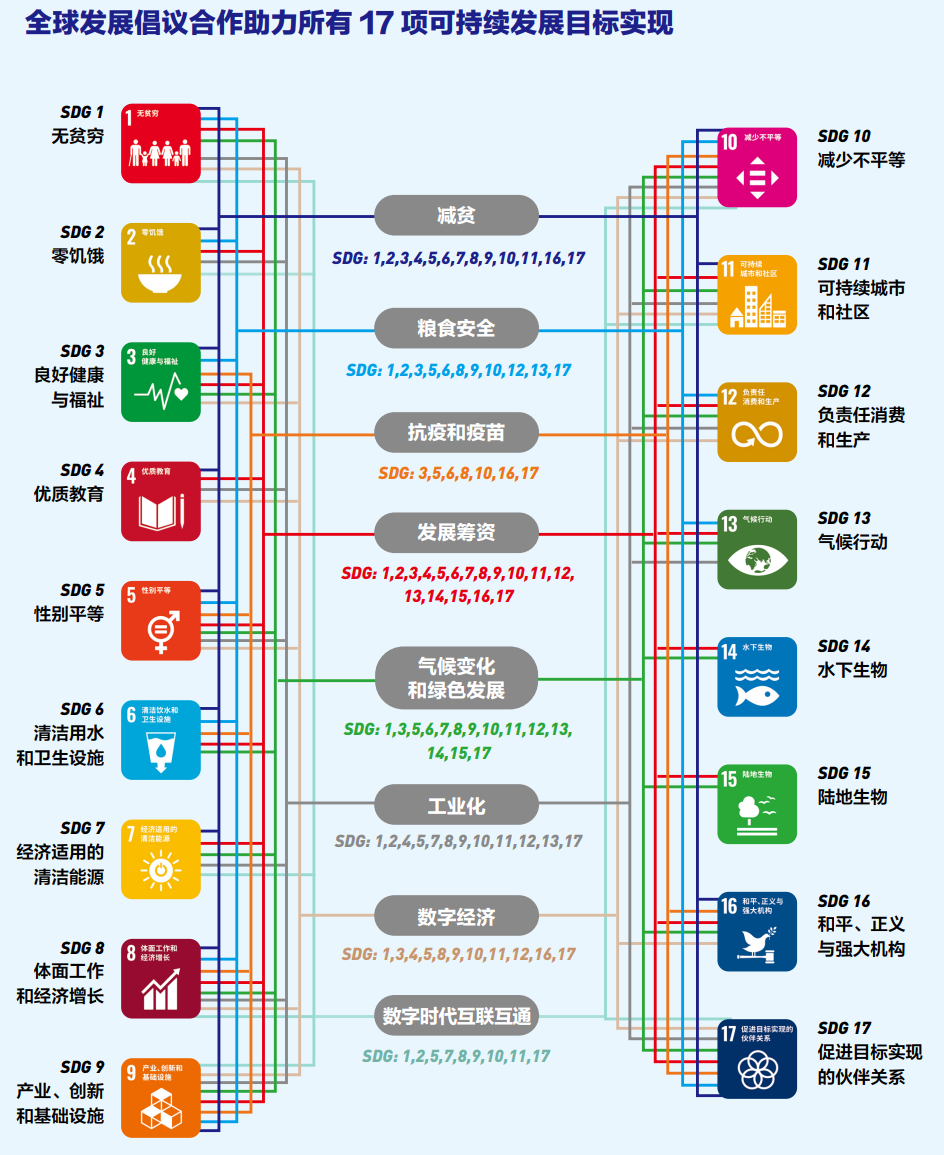 全球发展倡议合作助力所有 17 项可持续发展目标实现
SDG 1
无贫穷
1 无贫穷
SDG 2
零饥饿
2 零饥饿
SDG 3
良好健康
与福祉
3 良好
健康与福祉
SDG 4
优质教育
4 优质教育
SDG 5
性别平等
5 性别平等
SDG 6
清洁用水
和卫生设施
6 清洁饮水和
卫生设施
SDG 7
经济适用的
清洁能源
7 经济适用的
清洁能源
SDG 8
体面工作
和经济增长
8 体面工作和
经济增长
SDG 9
产业、创新
和基础设施
9 产业、创新和
基础设施
减贫
SDG: 1,2,3,4,5,6,7,8,9,10,11,16,17
粮食安全
SDG: 1,2,3,5,6,8,9,10,12,13,17
抗疫和疫苗
SDG: 3,5,6,8,10,16,17
发展筹资
SDG: 1,2,3,4,5,6,7,8,9,10,11,12,
13,14,15,16,17
气候变化
和绿色发展
SDG: 1,3,5,6,7,8,9,10,11,12,13,
14,15,17
工业化
SDG: 1,2,4,5,7,8,9,10,11,12,13,17
数字经济
SDG: 1,3,4,5,8,9,10,11,12,16,17
数字时代互联互通
SDG: 1,2,5,7,8,9,10,11,17
10 减少不平等
SDG 10
减少不平等
11 可持续
城市和社区
SDG 11
可持续城市
和社区
12 负责任
消费和生产
SDG 12
负责任消费
和生产
13 气候行动
SDG 13
气候行动
14 水下生物
SDG 14
水下生物
15 陆地生物
SDG 15
陆地生物
16 和平、正义与
强大机构
SDG 16
和平、正义
与强大机构
17 促进目标实现的
伙伴关系
SDG 17
促进目标实现
的伙伴关系